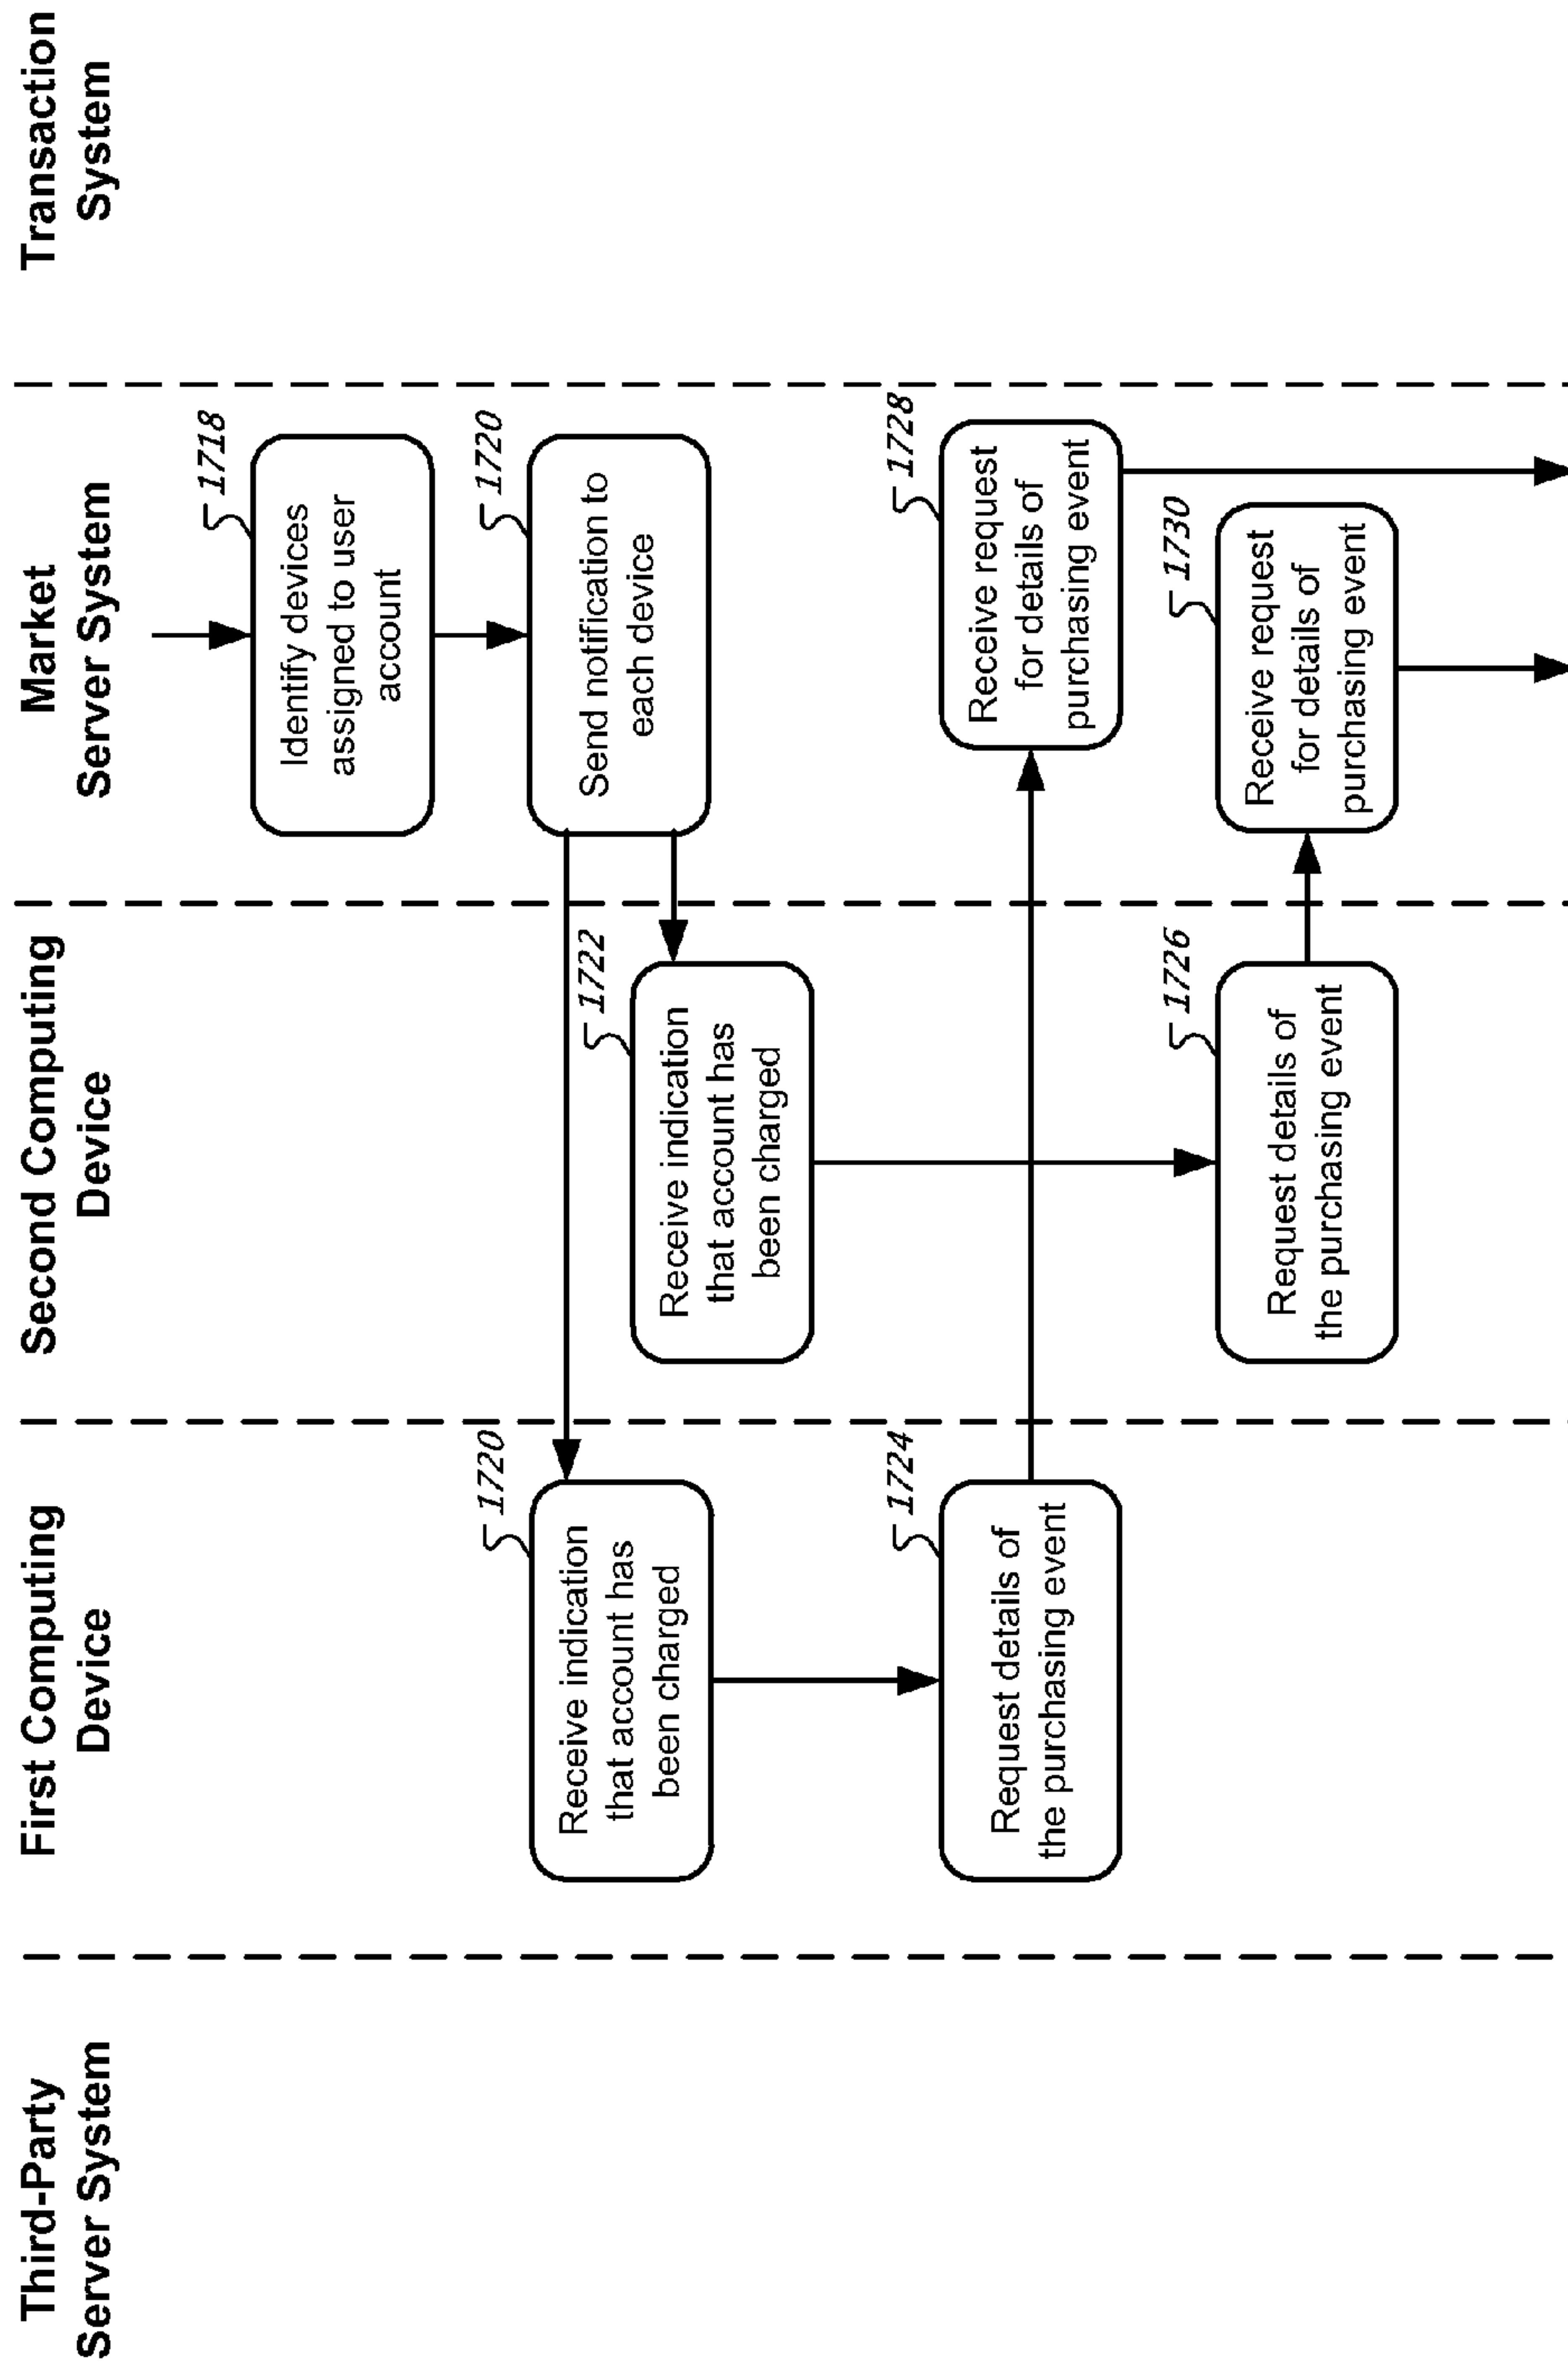 Third-Party
Server System
First Computing
Device
Second Computing
Device
Market
Server System
Transaction
System
1718
Identify devices
assigned to user
account
1720
Send notification to
each device
1720
Receive indication
that account has
been charged
1722
Receive indication
that account has
been charged
1724
Request details of
the purchasing event
1728
Receive request
for details of
purchasing event
1726
Request details of
the purchasing event
1730
Receive request
for details of
purchasing event